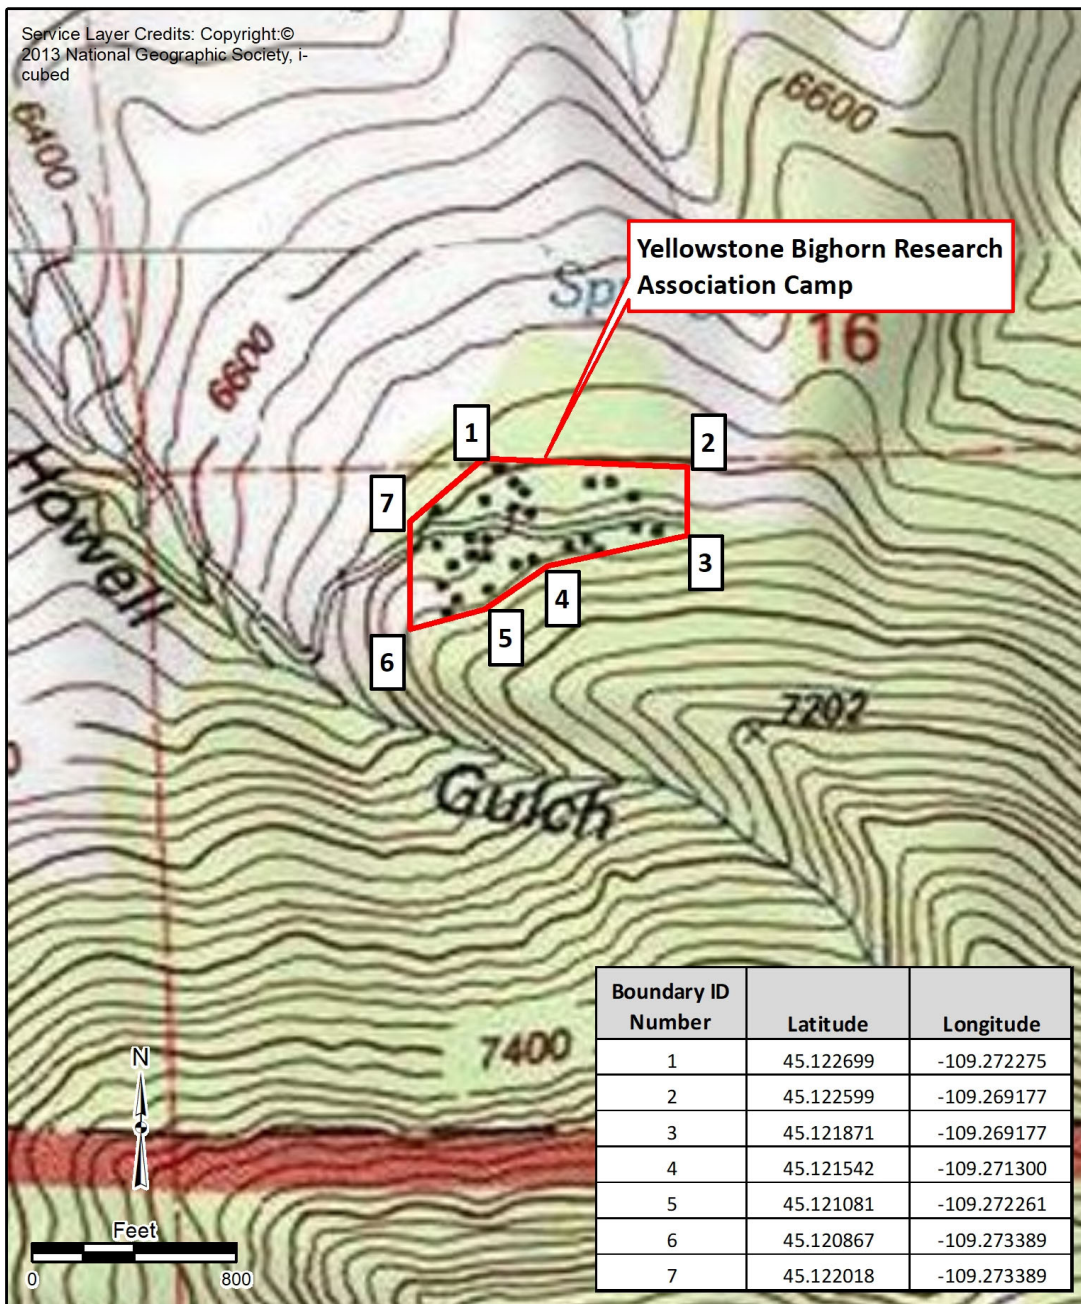 Service Layer Credits: Copyright:©
2013 National Geographic Society, i-
cubed
6400
6600
Yellowstone Bighorn Research
Association Camp
Sp
16
6600
1
2
7
Howell
3
4
5
6
7202
Gulch
7400
Boundary ID Number Latitude Longitude
1 45.122699 -109.272275
2 45.122599 -109.269177
3 45.121871 -109.269177
4 45.121542 -109.271300
5 45.121081 -109.272261
6 45.120867 -109.273389
7 45.122018 -109.273389
N
Feet
0 800